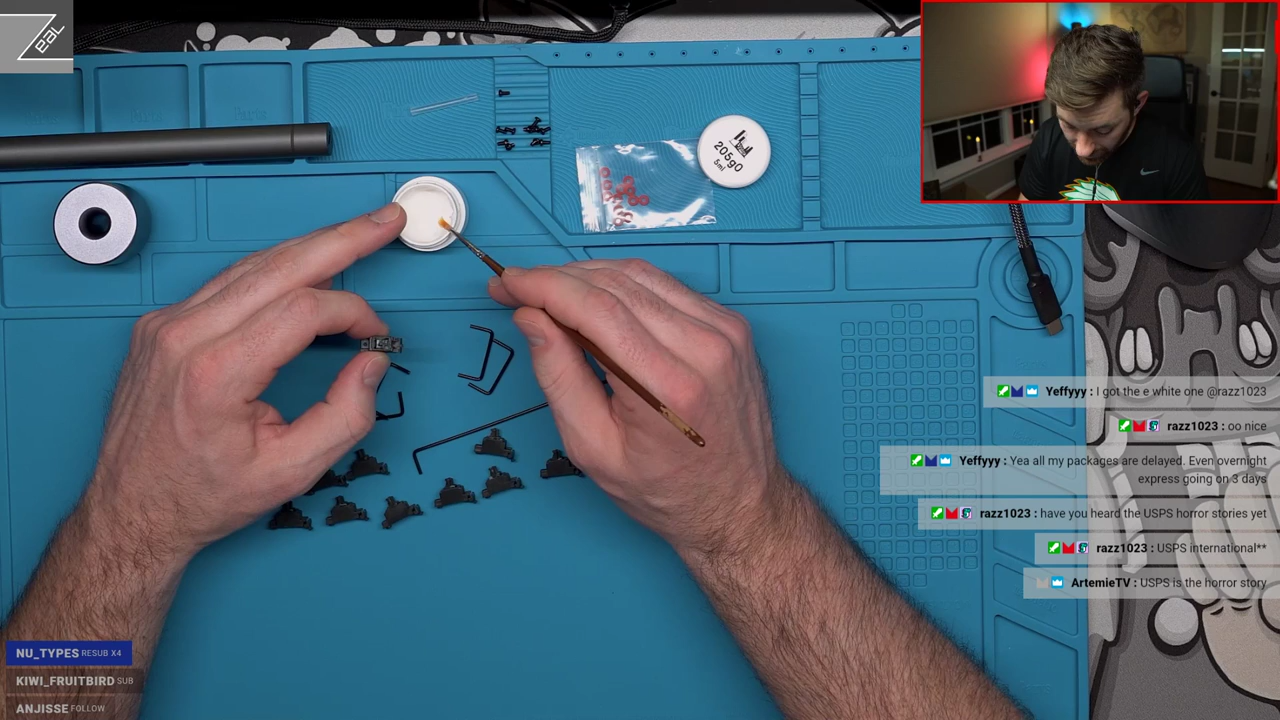 Zeal
205g0
5ml
Yeffyyy : I got the e white one @razz1023
razz1023 : oo nice
Yeffyyy : Yea all my packages are delayed. Even overnight
express going on 3 days
razz1023 : have you heard the USPS horror stories yet
razz1023 : USPS international**
ArtemieTV : USPS is the horror story
NU_TYPES RESUB X4
KIWI_FRUITBIRD SUB
ANJISSE FOLLOW